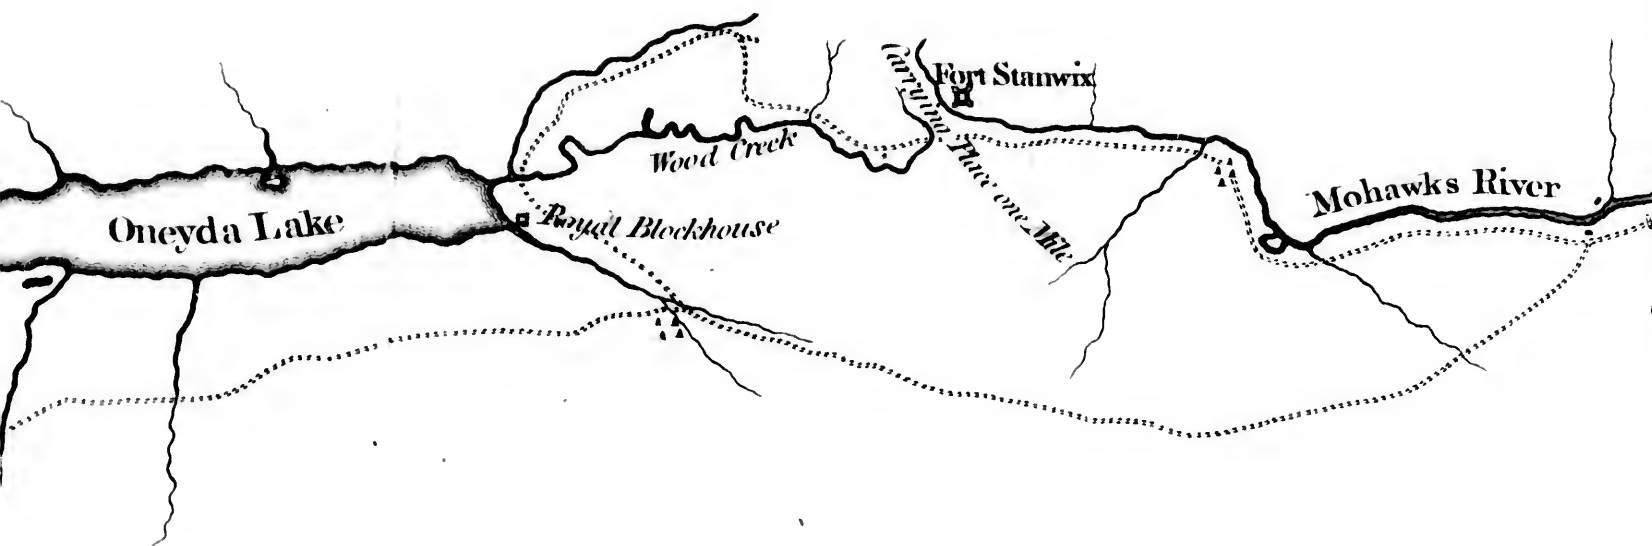 Oneyda Lake
Royal Blockhouse
Wood Creek
Carrying Place one Mile
Fort Stanwix
Mohawks River